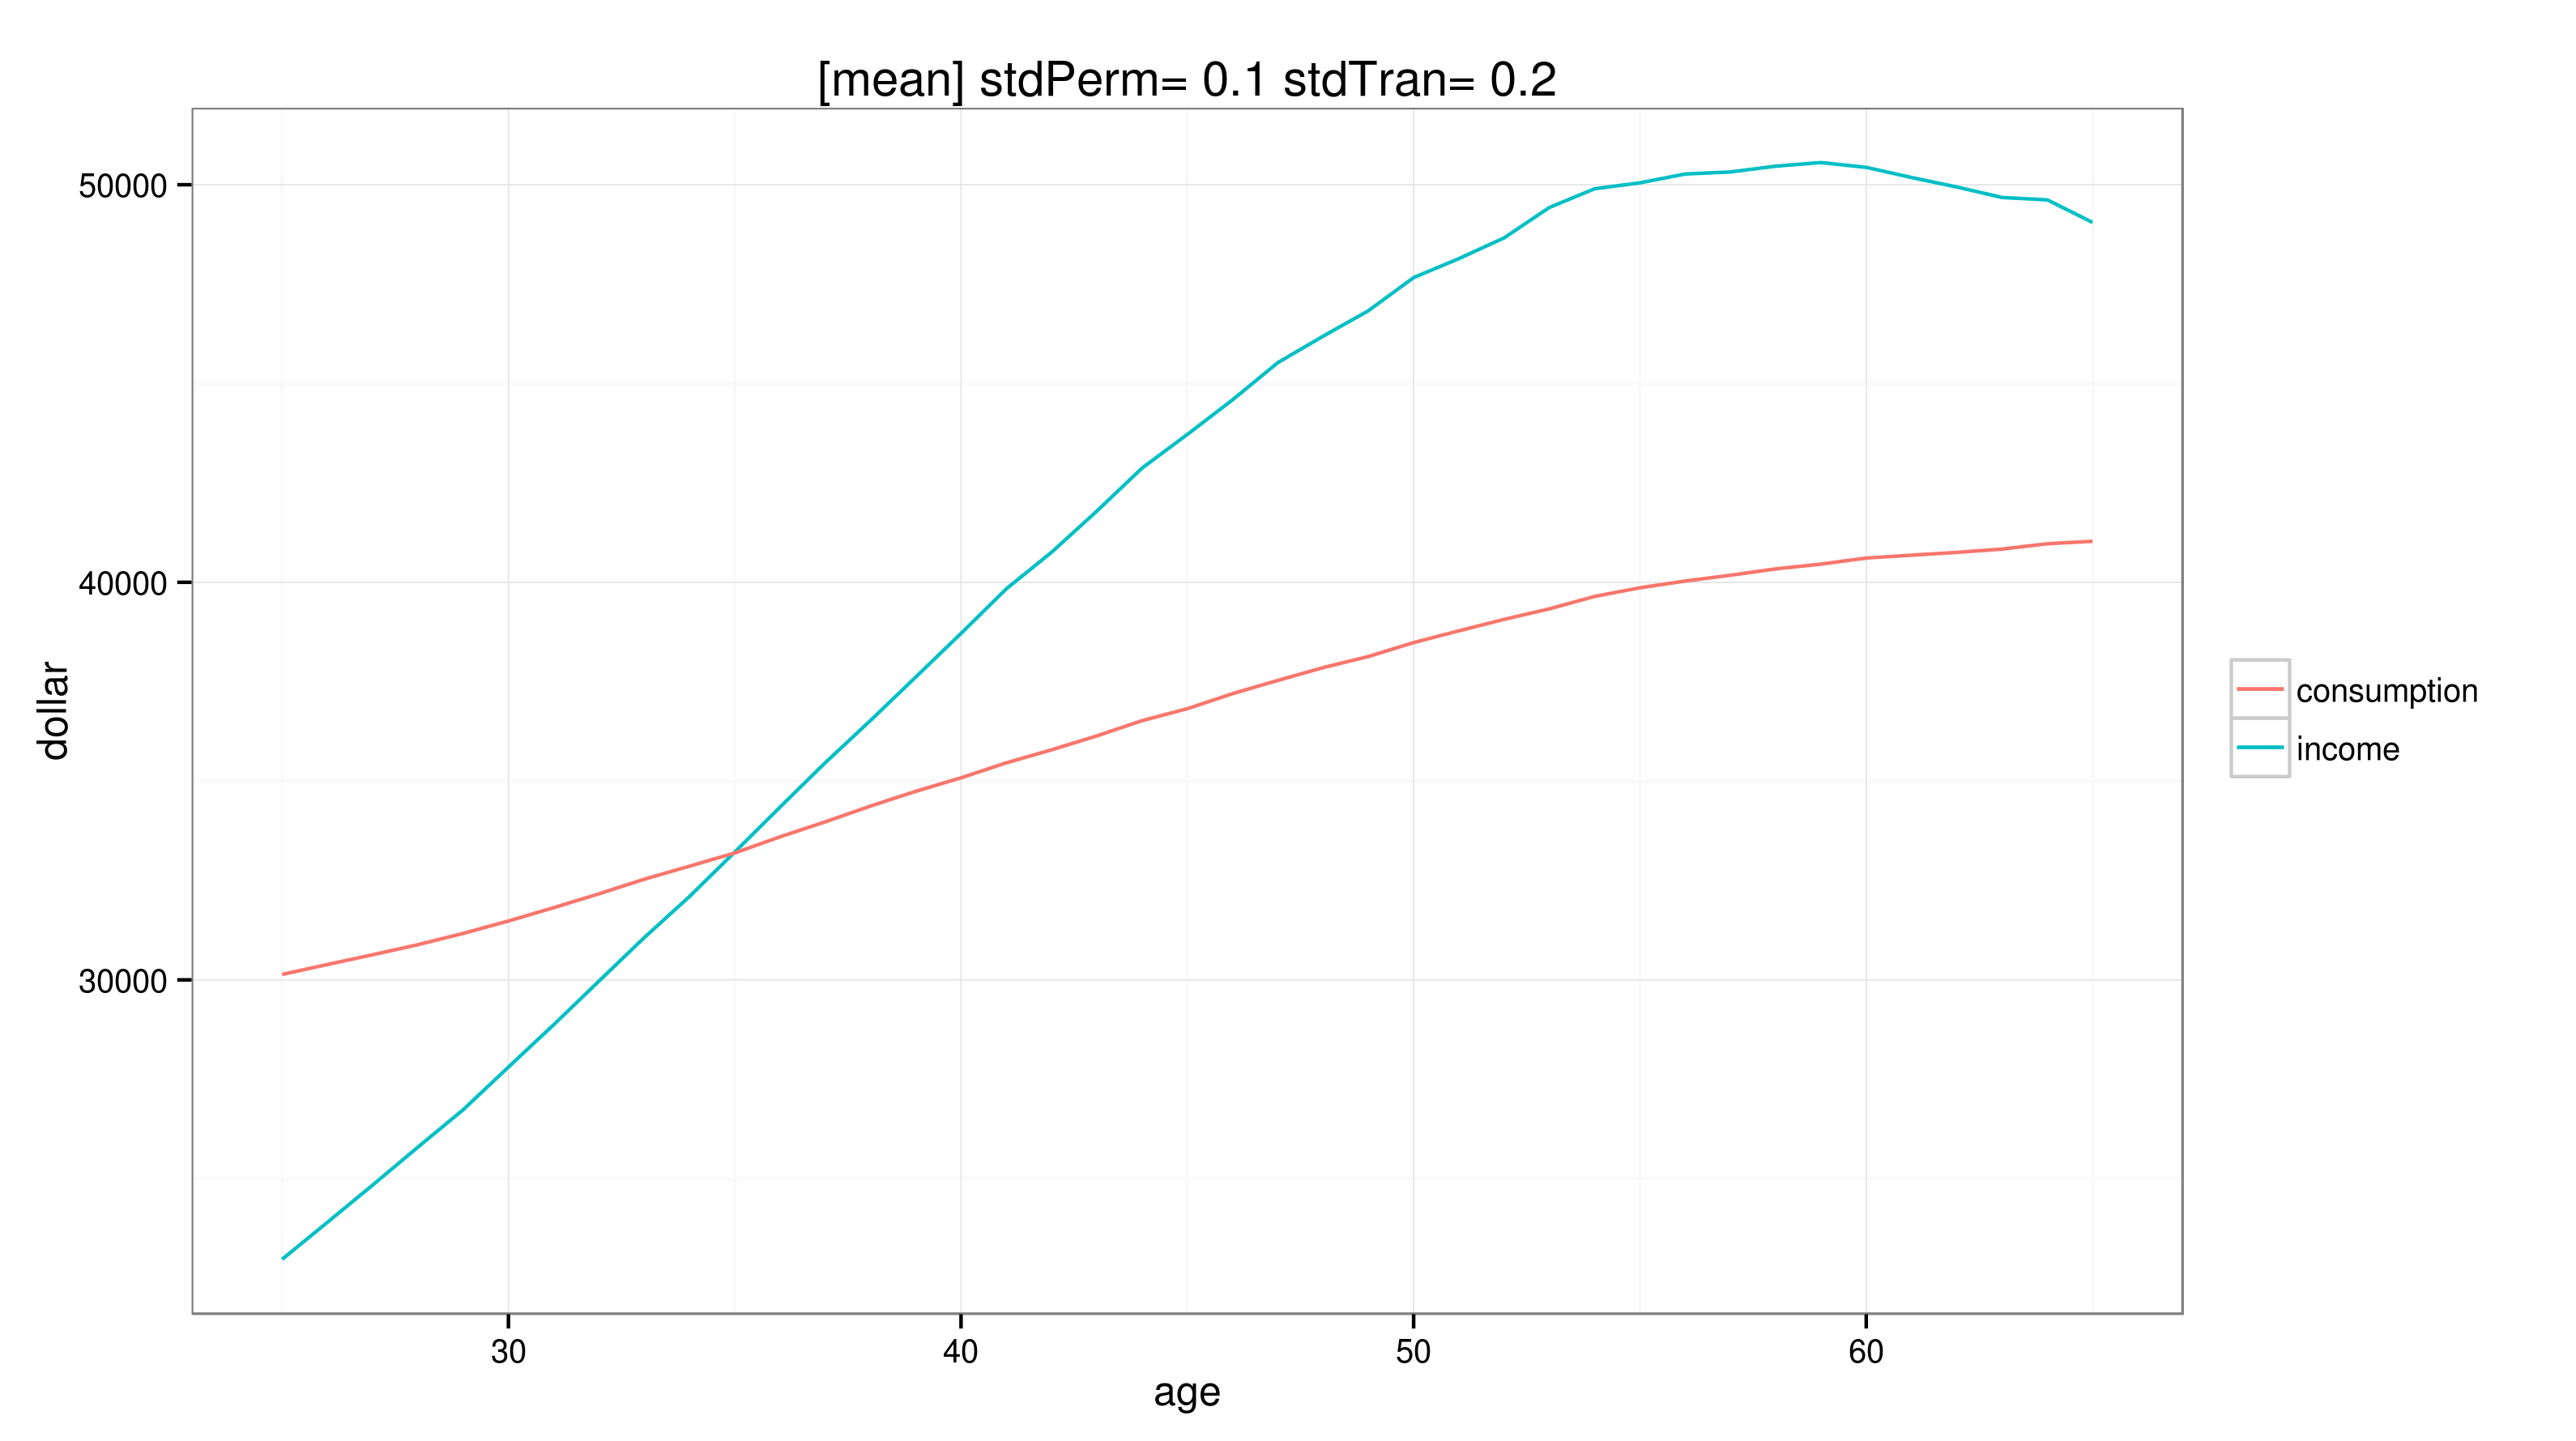 [mean] stdPerm= 0.1 stdTran= 0.2
50000
40000
30000
dollar
30 40 50 60
age
consumption
income